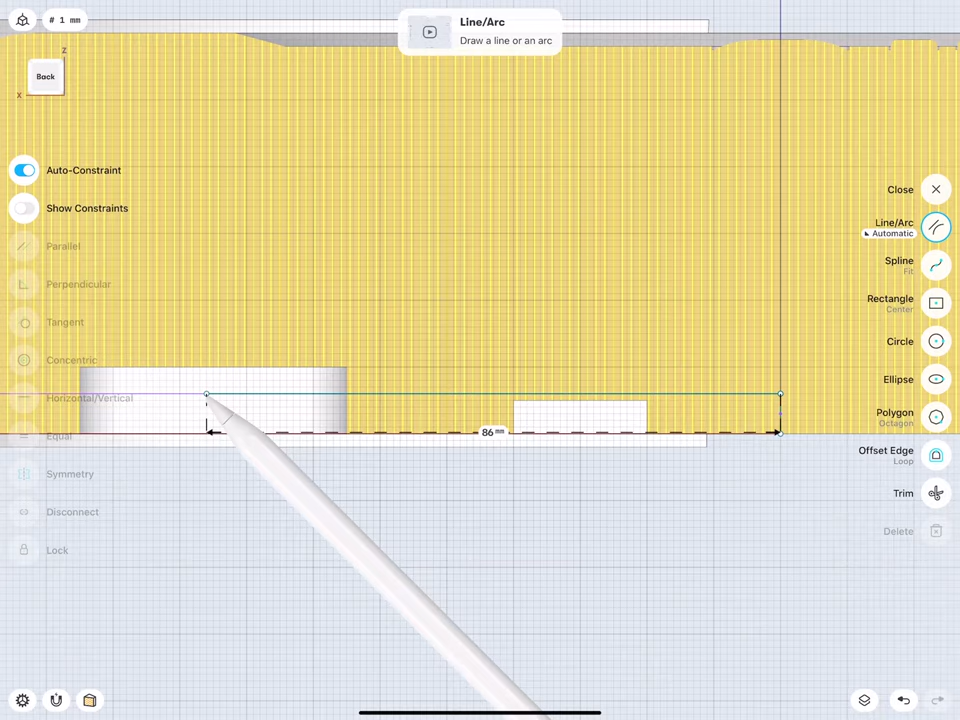 # 1 mm
Line/Arc
Draw a line or an arc
z
Back
x
Auto-Constraint
Show Constraints
Parallel
Perpendicular
Tangent
Concentric
Horizontal/Vertical
Equal
Symmetry
Disconnect
Lock
86 mm
Close
Line/Arc
Automatic
Spline
Fit
Rectangle
Center
Circle
Ellipse
Polygon
Octagon
Offset Edge
Loop
Trim
Delete